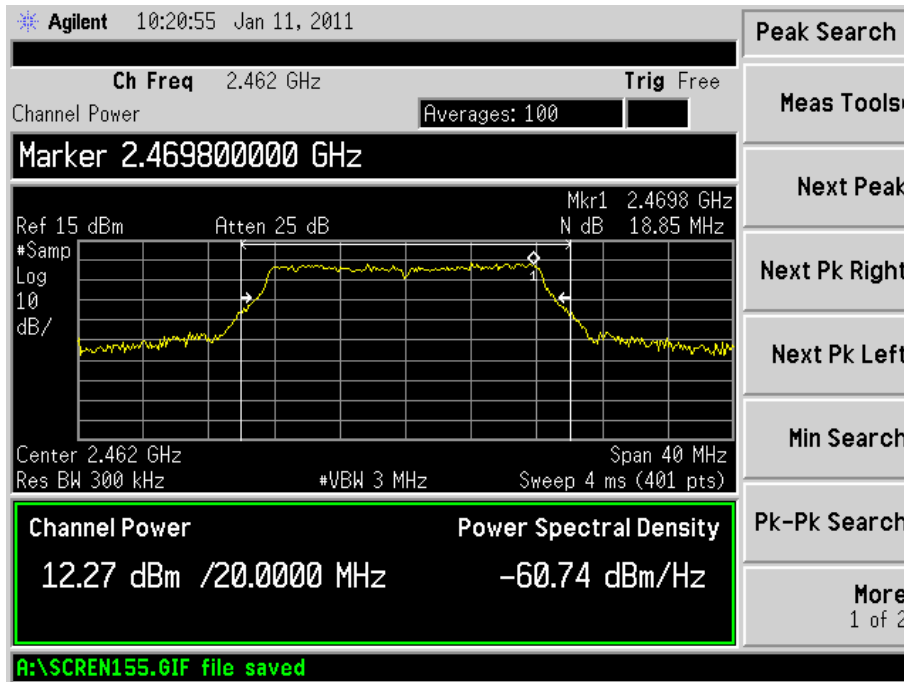 Agilent 10:20:55 Jan 11, 2011
Peak Search
Ch Freq 2.462 GHz Trig Free
Channel Power Averages: 100
Meas Tools
Marker 2.469800000 GHz
Next Peak
Mkr1 2.4698 GHz
Ref 15 dBm Atten 25 dB N dB 18.85 MHz
#Samp
Log
10
dB/
1
Next Pk Right
Next Pk Left
Center 2.462 GHz Span 40 MHz
Res BW 300 kHz #VBW 3 MHz Sweep 4 ms (401 pts)
Min Search
Channel Power Power Spectral Density
12.27 dBm /20.0000 MHz -60.74 dBm/Hz
Pk-Pk Search
More
1 of 2
A:\SCREN155.GIF file saved